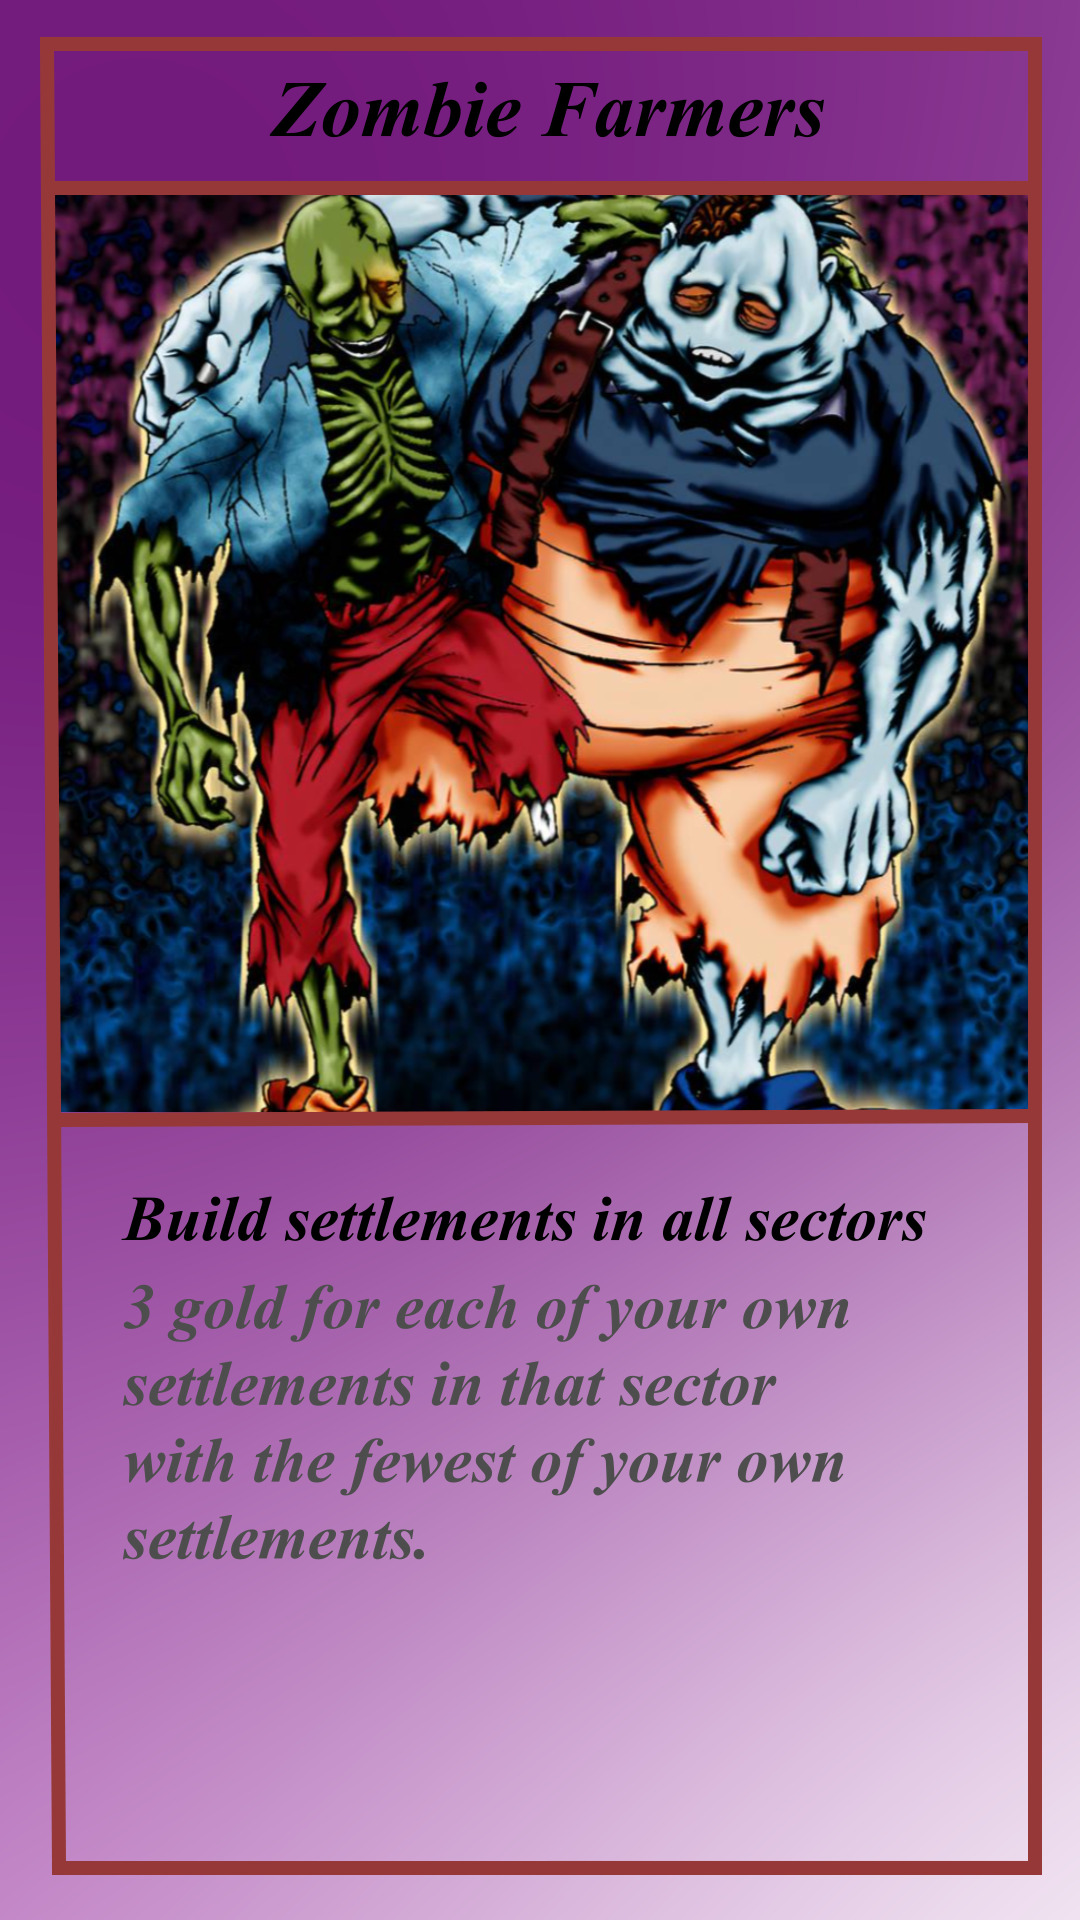 Zombie Farmers
Build settlements in all sectors
3 gold for each of your own
settlements in that sector
with the fewest of your own
settlements.